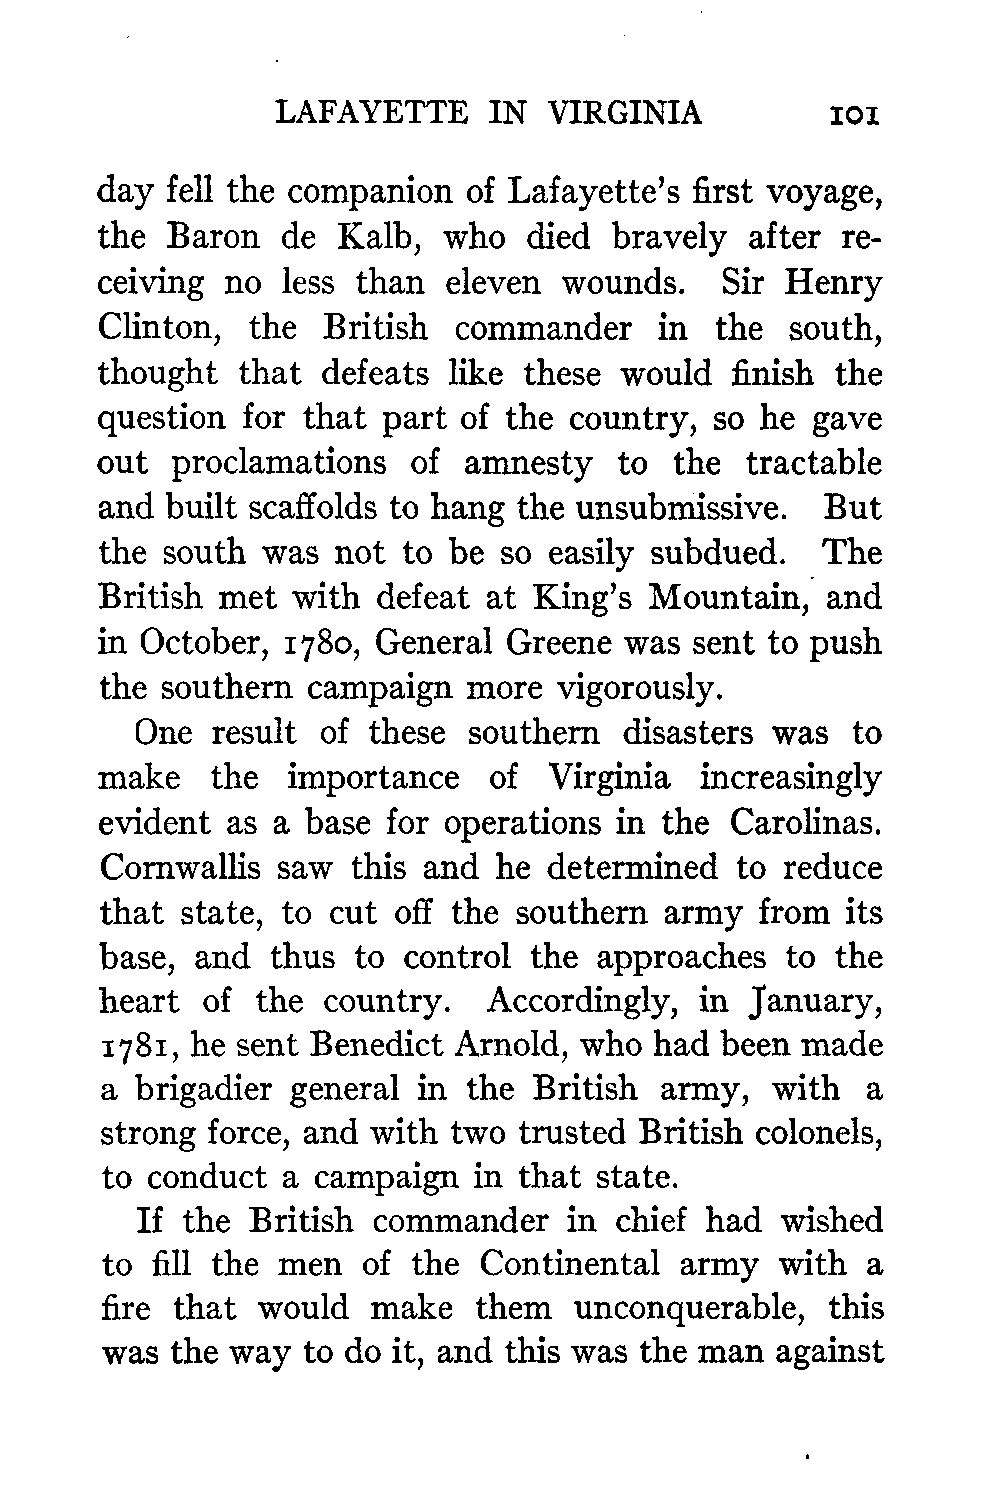 LAFAYETTE IN VIRGINIA 101
day fell the companion of Lafayette's first voyage,
the Baron de Kalb, who died bravely after re-
ceiving no less than eleven wounds. Sir Henry
Clinton, the British commander in the south,
thought that defeats like these would finish the
question for that part of the country, so he gave
out proclamations of amnesty to the tractable
and built scaffolds to hang the unsubmissive. But
the south was not to be so easily subdued. The
British met with defeat at King's Mountain, and
in October, 1780, General Greene was sent to push
the southern campaign more vigorously.
One result of these southern disasters was to
make the importance of Virginia increasingly
evident as a base for operations in the Carolinas.
Cornwallis saw this and he determined to reduce
that state, to cut off the southern army from its
base, and thus to control the approaches to the
heart of the country. Accordingly, in January,
1781, he sent Benedict Arnold, who had been made
a brigadier general in the British army, with a
strong force, and with two trusted British colonels,
to conduct a campaign in that state.
If the British commander in chief had wished
to fill the men of the Continental army with a
fire that would make them unconquerable, this
was the way to do it, and this was the man against